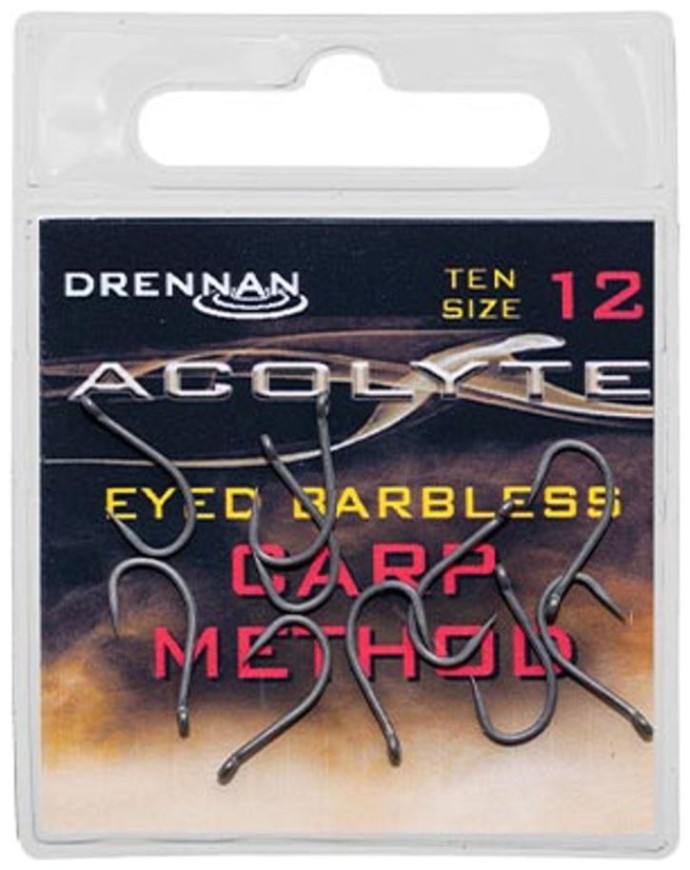 DRENNAN
TEN
SIZE 12
ACOLYTE
EYED BARBLESS
CARP
METHOD